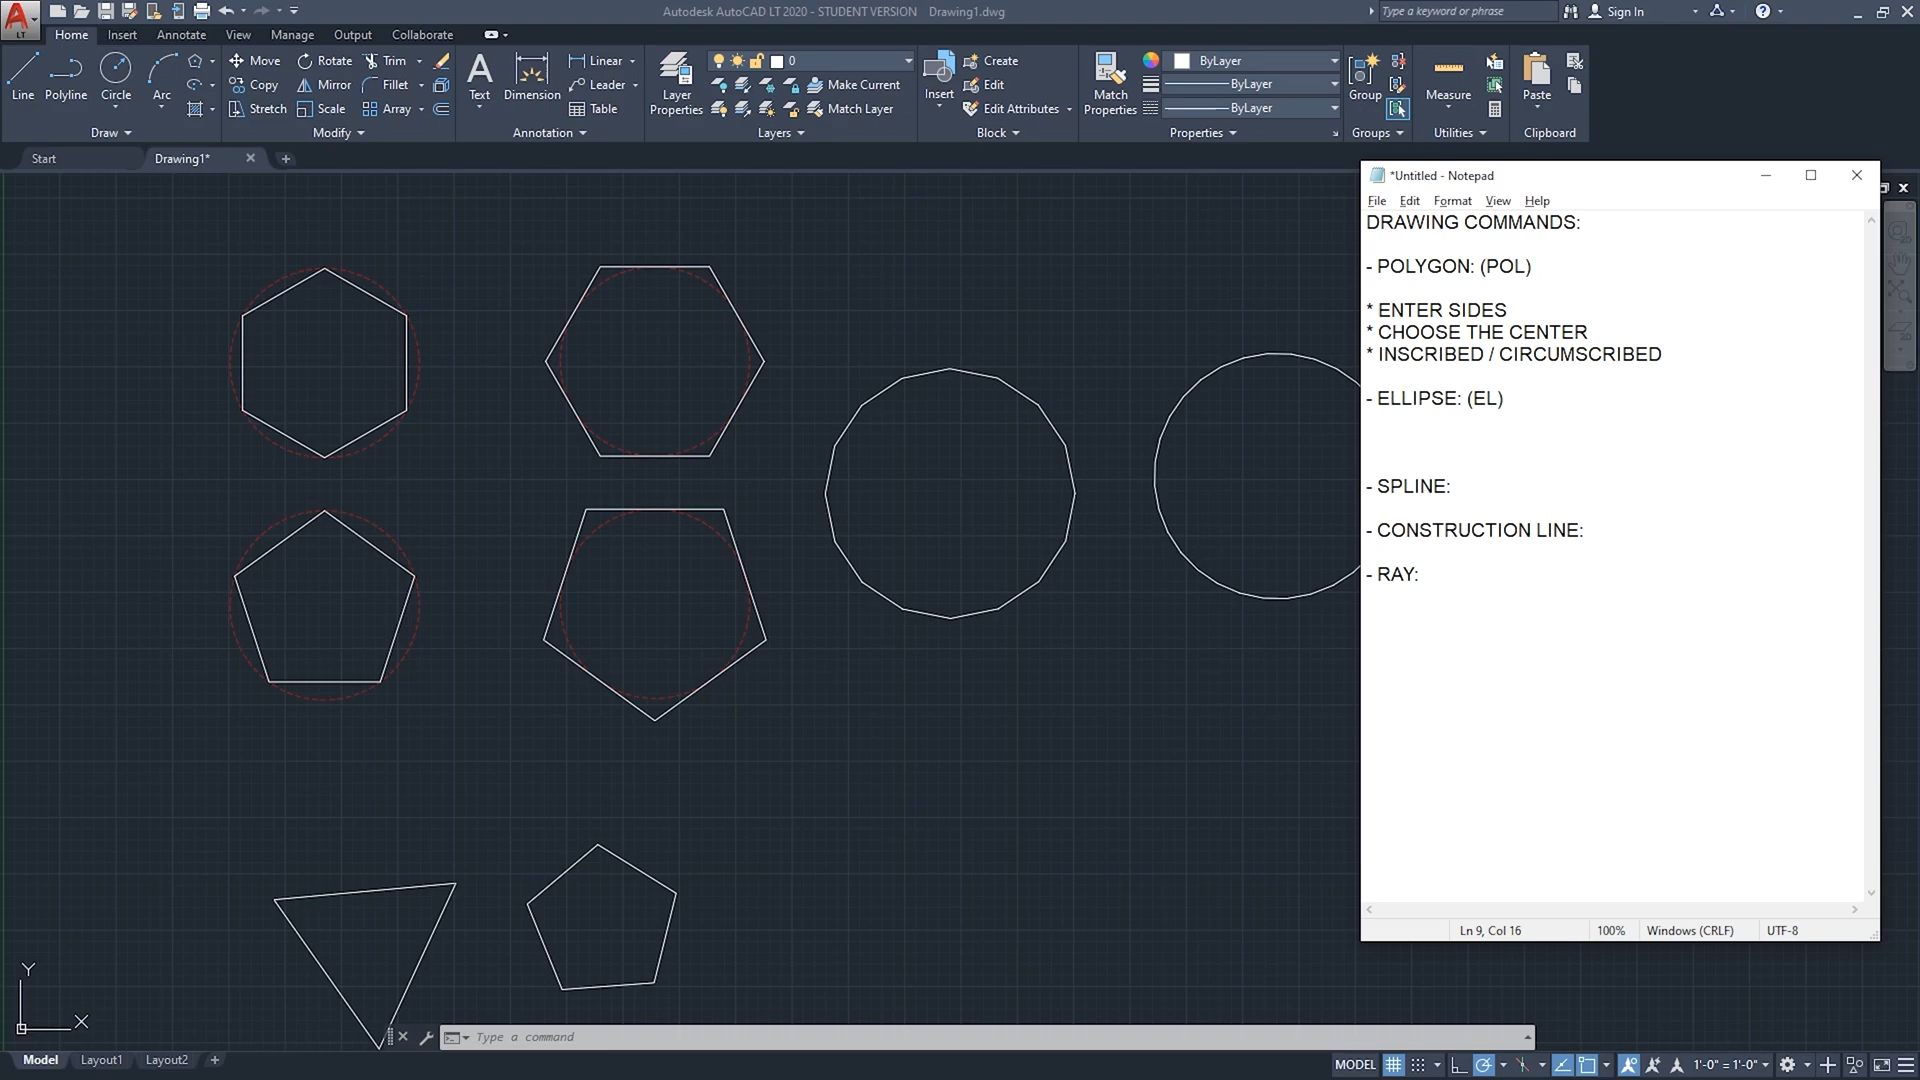 Autodesk AutoCAD LT 2020 - STUDENT VERSION Drawing1.dwg
Type a keyword or phrase
Sign In
LT
Home Insert Annotate View Manage Output Collaborate
Line
Polyline
Circle
Arc
Draw
Move
Rotate
Trim
Copy
Mirror
Fillet
Stretch
Scale
Array
Modify
Text
Dimension
Linear
Leader
Table
Annotation
Layer
Properties
0
Make Current
Match Layer
Layers
Insert
Create
Edit
Edit Attributes
Block
Match
Properties
ByLayer
ByLayer
ByLayer
Properties
Group
Groups
Measure
Utilities
Paste
Clipboard
Start
Drawing1*
*Untitled - Notepad
File Edit Format View Help
DRAWING COMMANDS:
- POLYGON: (POL)
* ENTER SIDES
* CHOOSE THE CENTER
* INSCRIBED / CIRCUMSCRIBED
- ELLIPSE: (EL)
- SPLINE:
- CONSTRUCTION LINE:
- RAY:
Ln 9, Col 16
100%
Windows (CRLF)
UTF-8
Y
X
Type a command
Model Layout1 Layout2
MODEL
1'-0" = 1'-0"